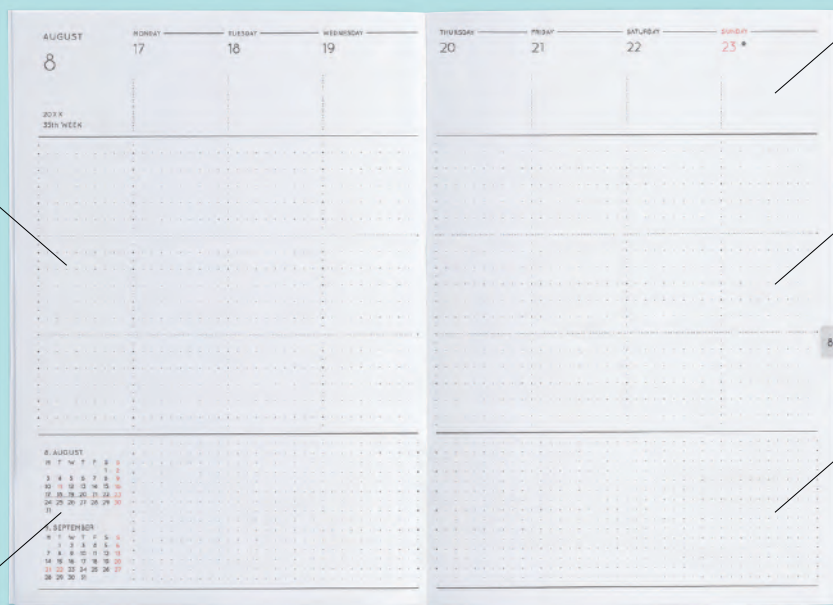 AUGUST
8
20XX
35th WEEK
MONDAY TUESDAY WEDNESDAY
17 18 19
THURSDAY FRIDAY SATURDAY SUNDAY
20 21 22 23
8
8. AUGUST
M T W T F S S
1 2
3 4 5 6 7 8 9
10 11 12 13 14 15 16
17 18 19 20 21 22 23
24 25 26 27 28 29 30
31
9. SEPTEMBER
M T W T F S S
1 2 3 4 5 6
7 8 9 10 11 12 13
14 15 16 17 18 19 20
21 22 23 24 25 26 27
28 29 30 31